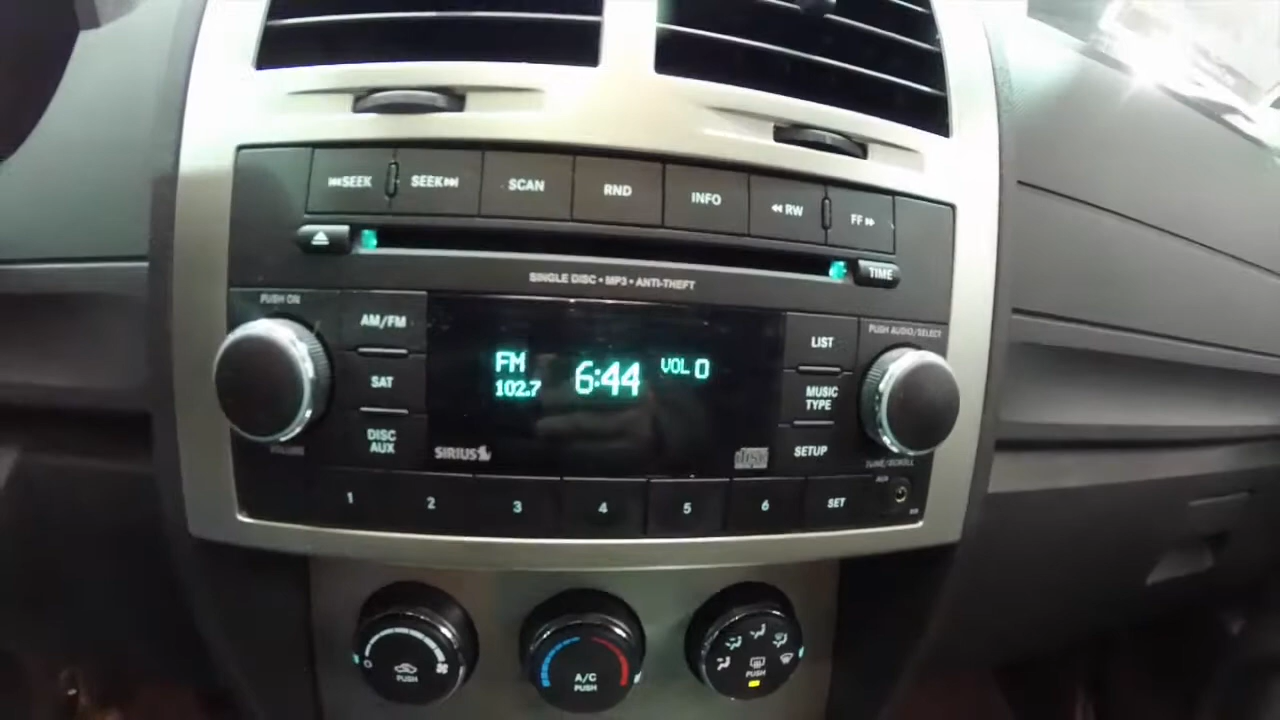 ⏮SEEK SEEK⏭ SCAN RND INFO ◀◀ RW FF ▶▶
TIME
SINGLE DISC • MP3 • ANTI-THEFT
PUSH ON
PUSH AUDIO/SELECT
AM/FM
SAT
DISC
AUX
FM
102.7
6:44
VOL 0
LIST
MUSIC
TYPE
SETUP
SIRIUS
disc
VOLUME
TUNE/SCROLL
1 2 3 4 5 6 SET
AUX
O
PUSH
A/C
PUSH
PUSH